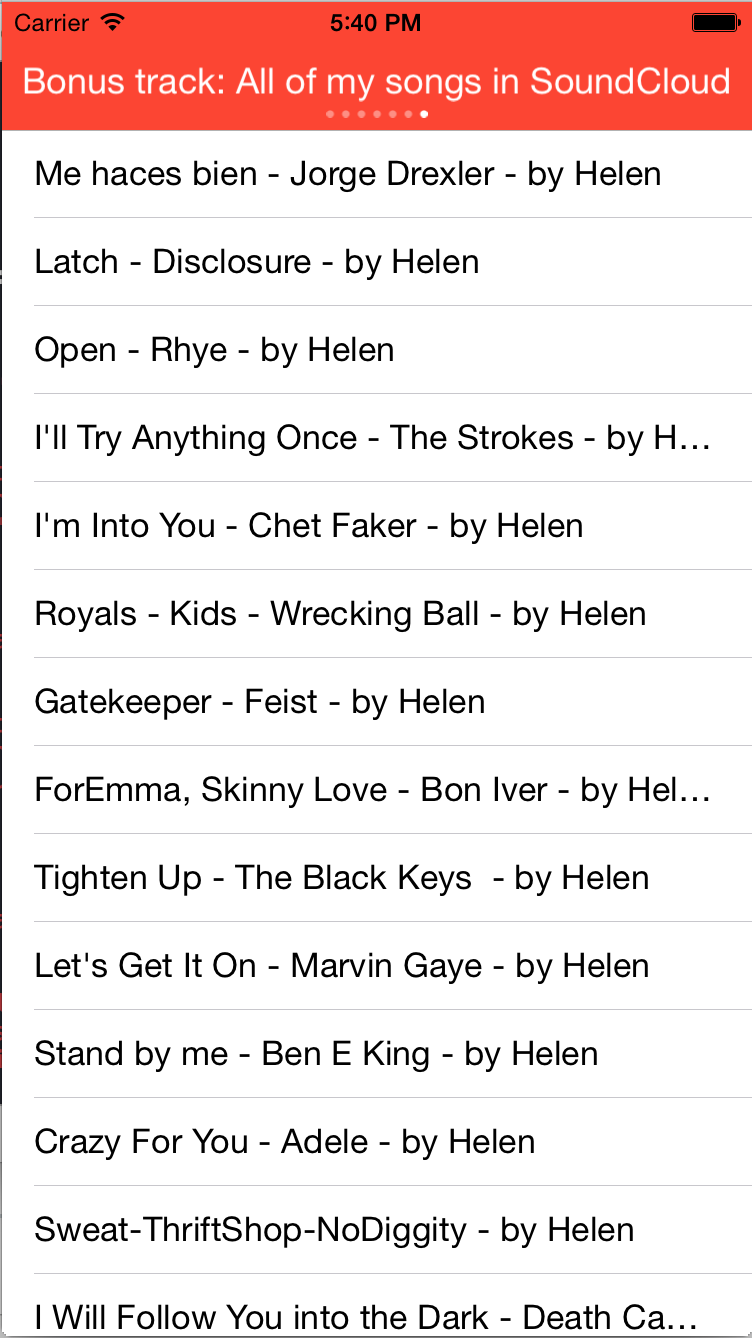 Carrier 5:40 PM
Bonus track: All of my songs in SoundCloud
Me haces bien - Jorge Drexler - by Helen
Latch - Disclosure - by Helen
Open - Rhye - by Helen
I'll Try Anything Once - The Strokes - by H…
I'm Into You - Chet Faker - by Helen
Royals - Kids - Wrecking Ball - by Helen
Gatekeeper - Feist - by Helen
ForEmma, Skinny Love - Bon Iver - by Hel…
Tighten Up - The Black Keys  - by Helen
Let's Get It On - Marvin Gaye - by Helen
Stand by me - Ben E King - by Helen
Crazy For You - Adele - by Helen
Sweat-ThriftShop-NoDiggity - by Helen
I Will Follow You into the Dark - Death Ca…